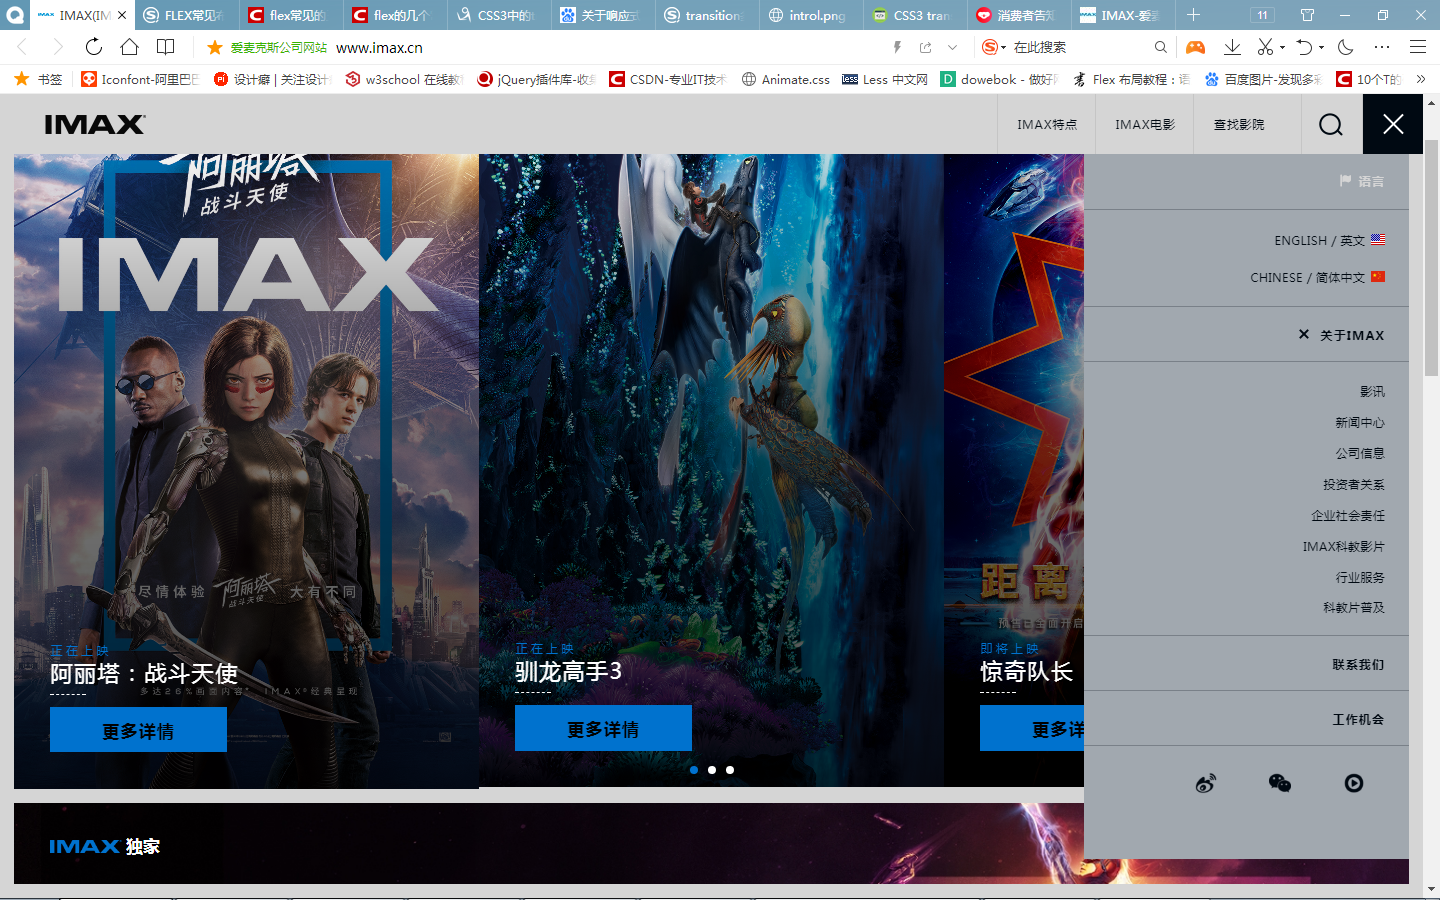 IMAX(IM
FLEX常见布
flex常见的
flex的几个
CSS3中的
关于响应式
transition
introl.png
CSS3 tran
消费者告知
IMAX-爱麦
11
爱麦克斯公司网站 www.imax.cn
在此搜索
书签
Iconfont-阿里巴巴
设计癖 | 关注设计
w3school 在线教
jQuery插件库-收
CSDN-专业IT技术
Animate.css
Less 中文网
dowebok - 做好
Flex 布局教程：语
百度图片-发现多彩
10个T的
IMAX
IMAX特点
IMAX电影
查找影院
语言
ENGLISH / 英文
CHINESE / 简体中文
关于IMAX
影讯
新闻中心
公司信息
投资者关系
企业社会责任
IMAX科教影片
行业服务
科教片普及
联系我们
工作机会
阿丽塔
战斗天使
IMAX
尽情体验 阿丽塔 战斗天使 大有不同
正在上映
阿丽塔：战斗天使
多达26%画面内容* IMAX®经典呈现
更多详情
正在上映
驯龙高手3
更多详情
距离
预告已全面开启
即将上映
惊奇队长
更多详
IMAX 独家